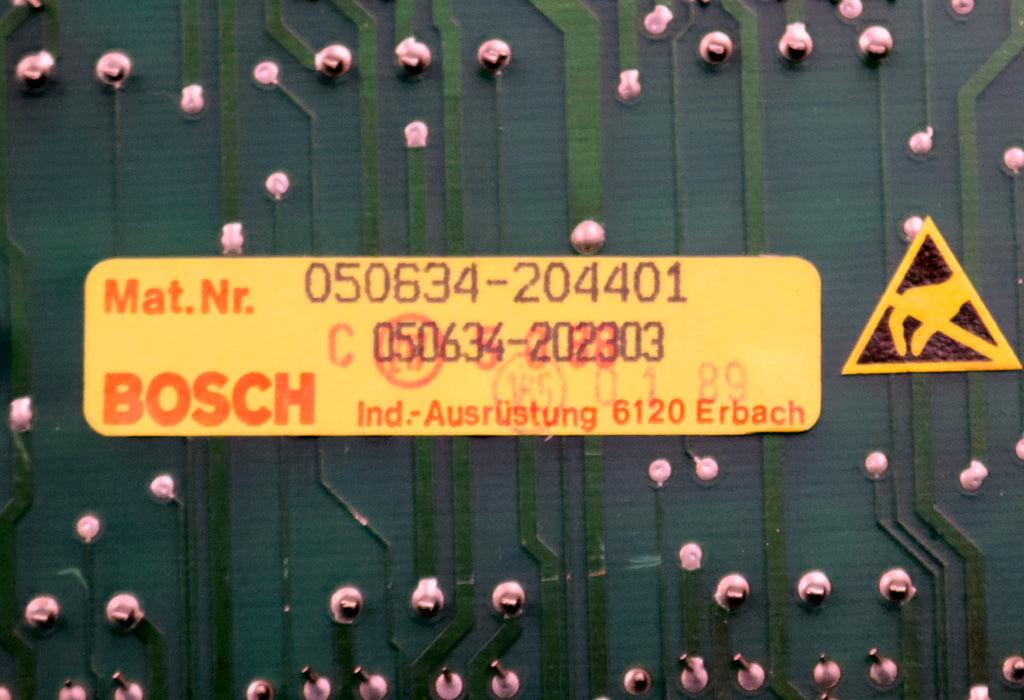 Mat.Nr. 050634-204401
050634-202303
BOSCH Ind.-Ausrüstung 6120 Erbach
0 1 89